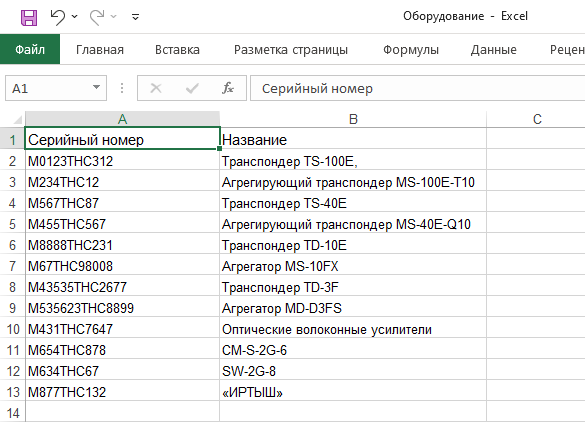 Оборудование - Excel
Файл Главная Вставка Разметка страницы Формулы Данные Рецен
A1 fx Серийный номер
A B C
1 Серийный номер Название
2 M0123THC312 Транспондер TS-100E,
3 M234THC12 Агрегирующий транспондер MS-100E-T10
4 M567THC87 Транспондер TS-40E
5 M455THC567 Агрегирующий транспондер MS-40E-Q10
6 M8888THC231 Транспондер TD-10E
7 M67THC98008 Агрегатор MS-10FX
8 M43535THC2677 Транспондер TD-3F
9 M535623THC8899 Агрегатор MD-D3FS
10 M431THC7647 Оптические волоконные усилители
11 M654THC878 CM-S-2G-6
12 M634THC67 SW-2G-8
13 M877THC132 «ИРТЫШ»
14